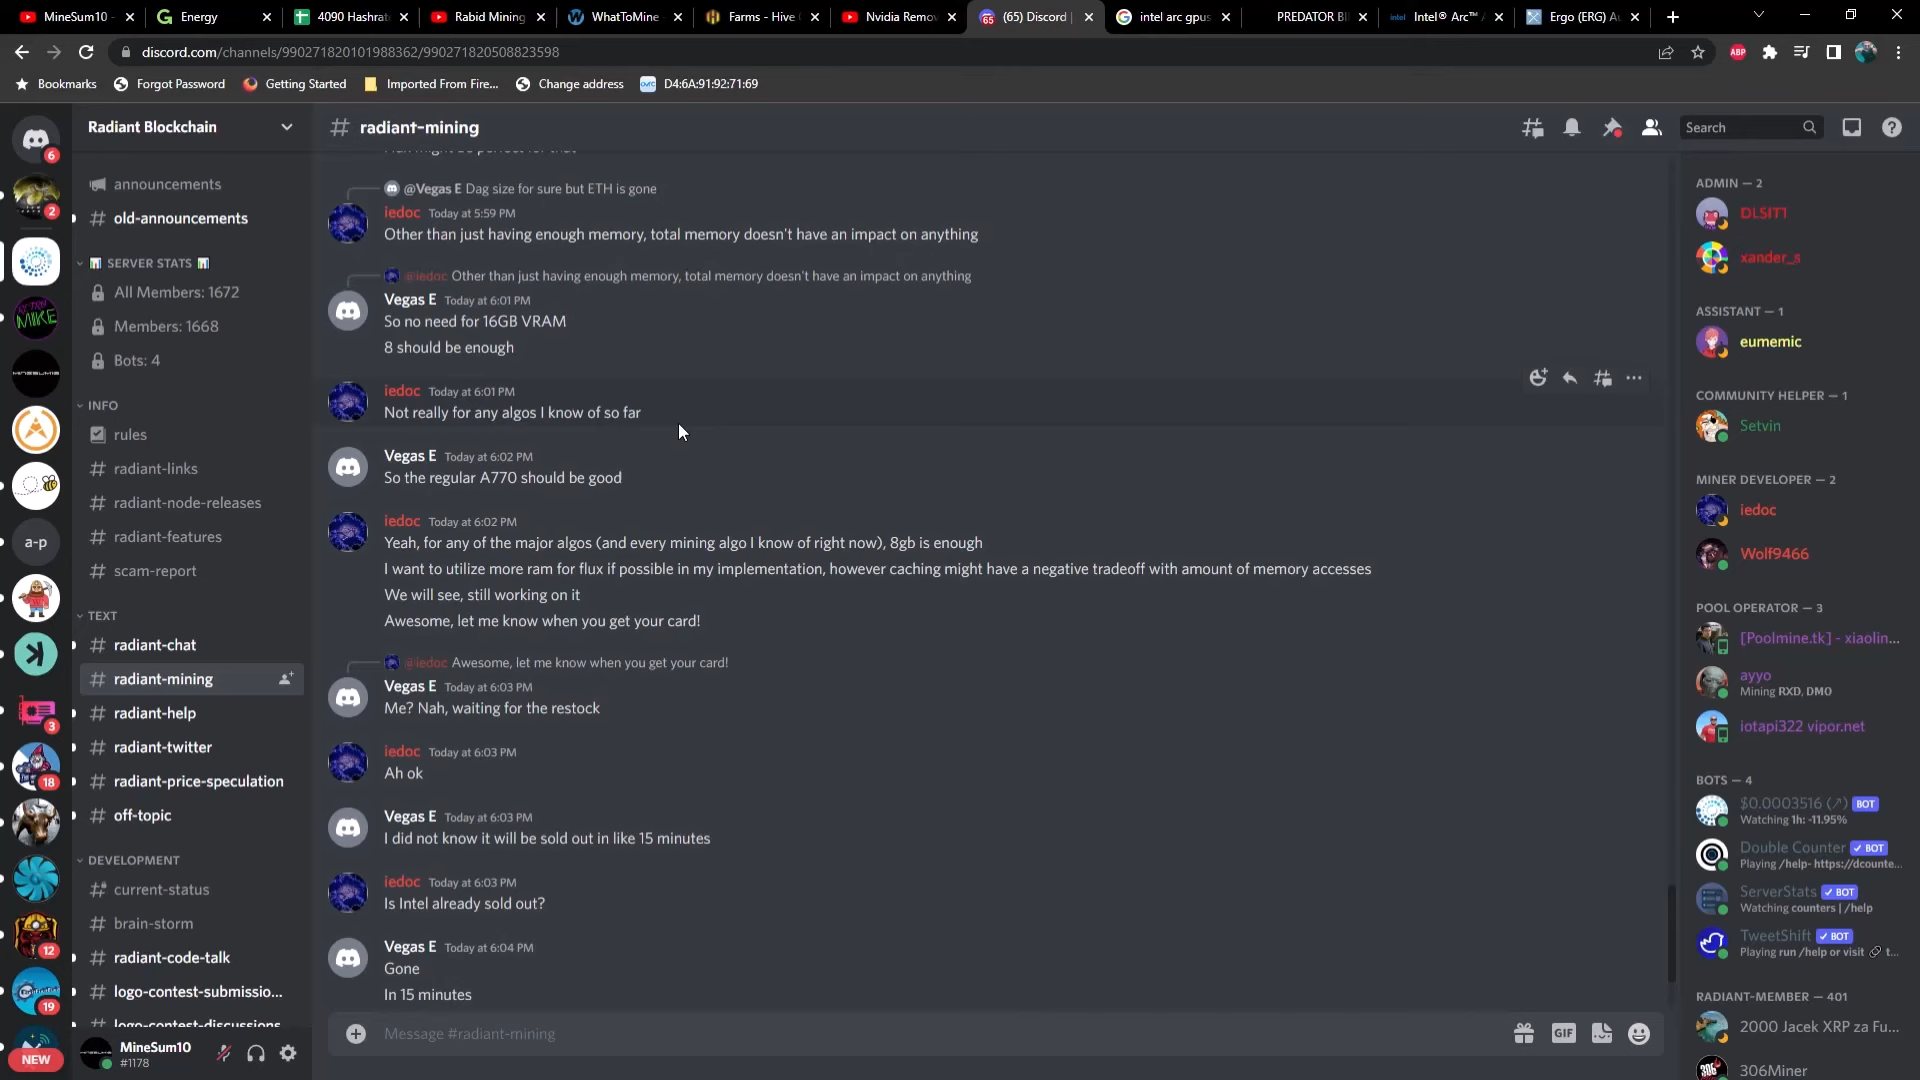 MineSum10 -
Energy
4090 Hashrat
Rabid Mining
WhatToMine
Farms - Hive
Nvidia Remo
(65) Discord
intel arc gpus
PREDATOR BI
Intel® Arc™
Ergo (ERG) A
discord.com/channels/990271820101988362/990271820508823598
ABP
Bookmarks
Forgot Password
Getting Started
Imported From Fire...
Change address
D4:6A:91:92:71:69
Radiant Blockchain
announcements
old-announcements
SERVER STATS
All Members: 1672
Members: 1668
Bots: 4
INFO
rules
radiant-links
radiant-node-releases
radiant-features
scam-report
TEXT
radiant-chat
radiant-mining
radiant-help
radiant-twitter
radiant-price-speculation
off-topic
DEVELOPMENT
current-status
brain-storm
radiant-code-talk
logo-contest-submissio...
logo-contest-discussions
MineSum10
#1178
6
2
RETRO
MIKE
MINESUM10
a-p
3
18
12
19
NEW
radiant-mining
Search
@Vegas E Dag size for sure but ETH is gone
iedoc Today at 5:59 PM
Other than just having enough memory, total memory doesn't have an impact on anything
@iedoc Other than just having enough memory, total memory doesn't have an impact on anything
Vegas E Today at 6:01 PM
So no need for 16GB VRAM
8 should be enough
iedoc Today at 6:01 PM
Not really for any algos I know of so far
Vegas E Today at 6:02 PM
So the regular A770 should be good
iedoc Today at 6:02 PM
Yeah, for any of the major algos (and every mining algo I know of right now), 8gb is enough
I want to utilize more ram for flux if possible in my implementation, however caching might have a negative tradeoff with amount of memory accesses
We will see, still working on it
Awesome, let me know when you get your card!
@iedoc Awesome, let me know when you get your card!
Vegas E Today at 6:03 PM
Me? Nah, waiting for the restock
iedoc Today at 6:03 PM
Ah ok
Vegas E Today at 6:03 PM
I did not know it will be sold out in like 15 minutes
iedoc Today at 6:03 PM
Is Intel already sold out?
Vegas E Today at 6:04 PM
Gone
In 15 minutes
Message #radiant-mining
GIF
ADMIN — 2
DLSIT1
xander_s
ASSISTANT — 1
eumemic
COMMUNITY HELPER — 1
Setvin
MINER DEVELOPER — 2
iedoc
Wolf9466
POOL OPERATOR — 3
[Poolmine.tk] - xiaolin...
ayyo
Mining RXD, DMO
iotapi322 vipor.net
BOTS — 4
$0.0003516 (↗) BOT
Watching 1h: -11.95%
Double Counter ✓ BOT
Playing /help- https://dcounte...
ServerStats ✓ BOT
Watching counters | /help
TweetShift ✓ BOT
Playing run /help or visit 🔗 t...
RADIANT-MEMBER — 401
2000 Jacek XRP za Fu...
306Miner